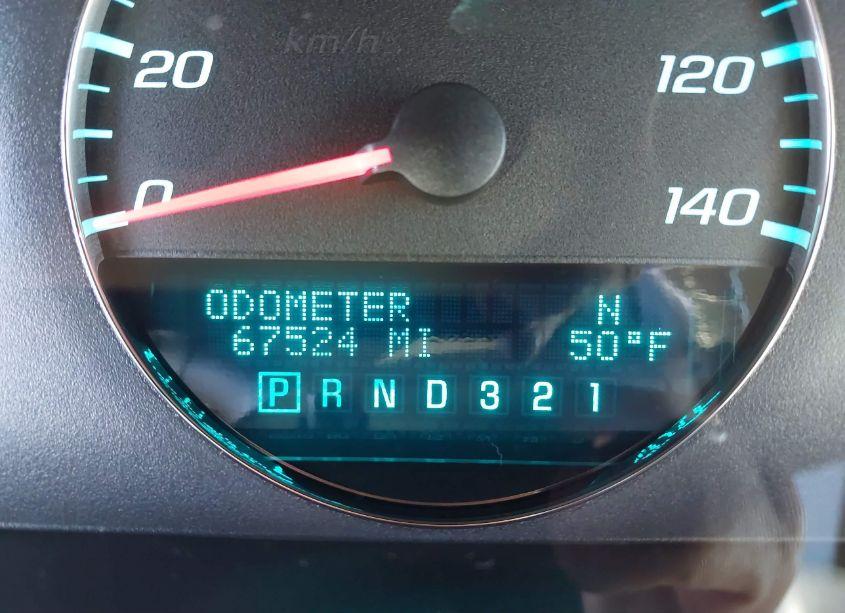 km/h
20 120
0 140
ODOMETER N
67524 MI 50°F
P R N D 3 2 1